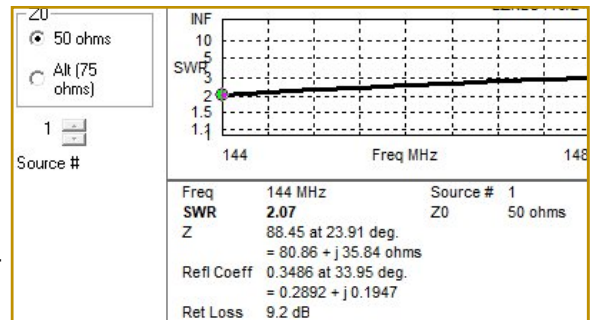 Z0
50 ohms
Alt (75
ohms)
1
Source #
INF
10
5
SWR
3
2
1.5
1.1
1
144
Freq MHz
148
Freq 144 MHz Source # 1
SWR 2.07 Z0 50 ohms
Z 88.45 at 23.91 deg.
= 80.86 + j 35.84 ohms
Refl Coeff 0.3486 at 33.95 deg.
= 0.2892 + j 0.1947
Ret Loss 9.2 dB